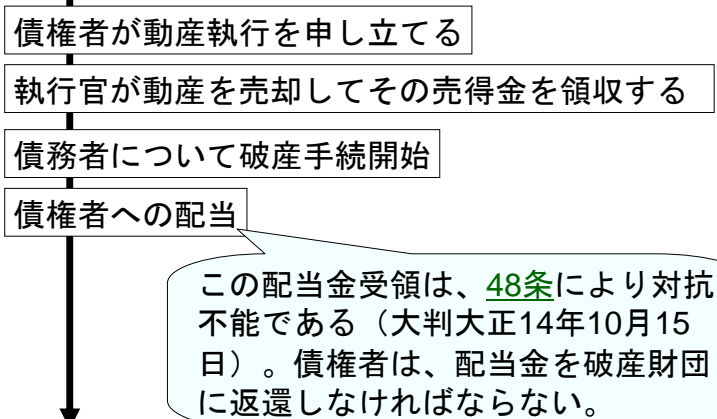 債権者が動産執行を申し立てる
執行官が動産を売却してその売得金を領収する
債務者について破産手続開始
債権者への配当
この配当金受領は、48条により対抗
不能である（大判大正14年10月15
日）。債権者は、配当金を破産財団
に返還しなければならない。